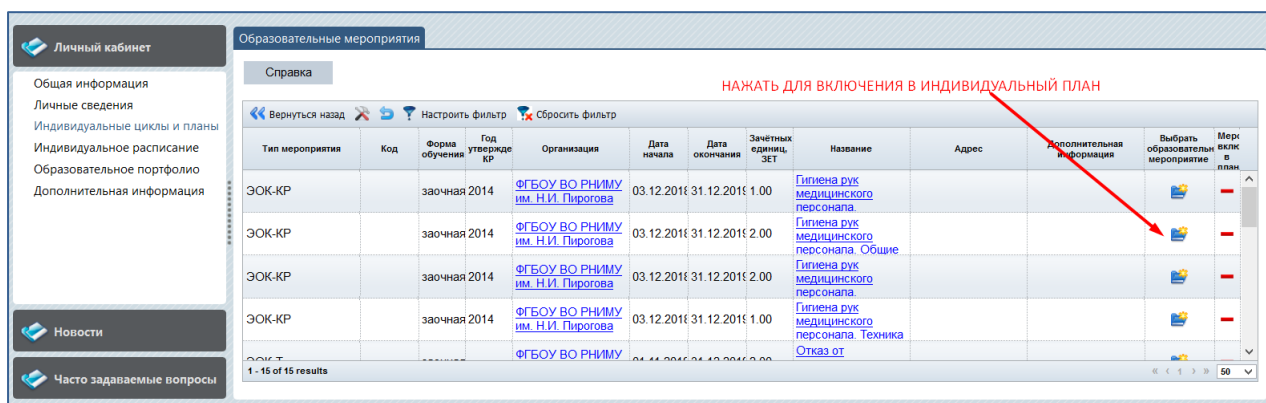 Личный кабинет
Общая информация
Личные сведения
Индивидуальные циклы и планы
Индивидуальное расписание
Образовательное портфолио
Дополнительная информация
Новости
Часто задаваемые вопросы
Образовательные мероприятия
Справка
НАЖАТЬ ДЛЯ ВКЛЮЧЕНИЯ В ИНДИВИДУАЛЬНЫЙ ПЛАН
Вернуться назад Настроить фильтр Сбросить фильтр
Тип мероприятия
Код
Форма
обучения
Год
утвержде
КР
Организация
Дата
начала
Дата
окончания
Зачётных
единиц,
ЗЕТ
Название
Адрес
Дополнительная
информация
Выбрать
образовательн
мероприятие
Меро
вклю
в
план
ЭОК-КР заочная 2014
ФГБОУ ВО РНИМУ
им. Н.И. Пирогова
03.12.2018 31.12.2019 1.00
Гигиена рук
медицинского
персонала.
ЭОК-КР заочная 2014
ФГБОУ ВО РНИМУ
им. Н.И. Пирогова
03.12.2018 31.12.2019 2.00
Гигиена рук
медицинского
персонала. Общие
ЭОК-КР заочная 2014
ФГБОУ ВО РНИМУ
им. Н.И. Пирогова
03.12.2018 31.12.2019 2.00
Гигиена рук
медицинского
персонала.
ЭОК-КР заочная 2014
ФГБОУ ВО РНИМУ
им. Н.И. Пирогова
03.12.2018 31.12.2019 1.00
Гигиена рук
медицинского
персонала. Техника
ФГБОУ ВО РНИМУ
Отказ от
1 - 15 of 15 results
« ‹ 1 › » 50